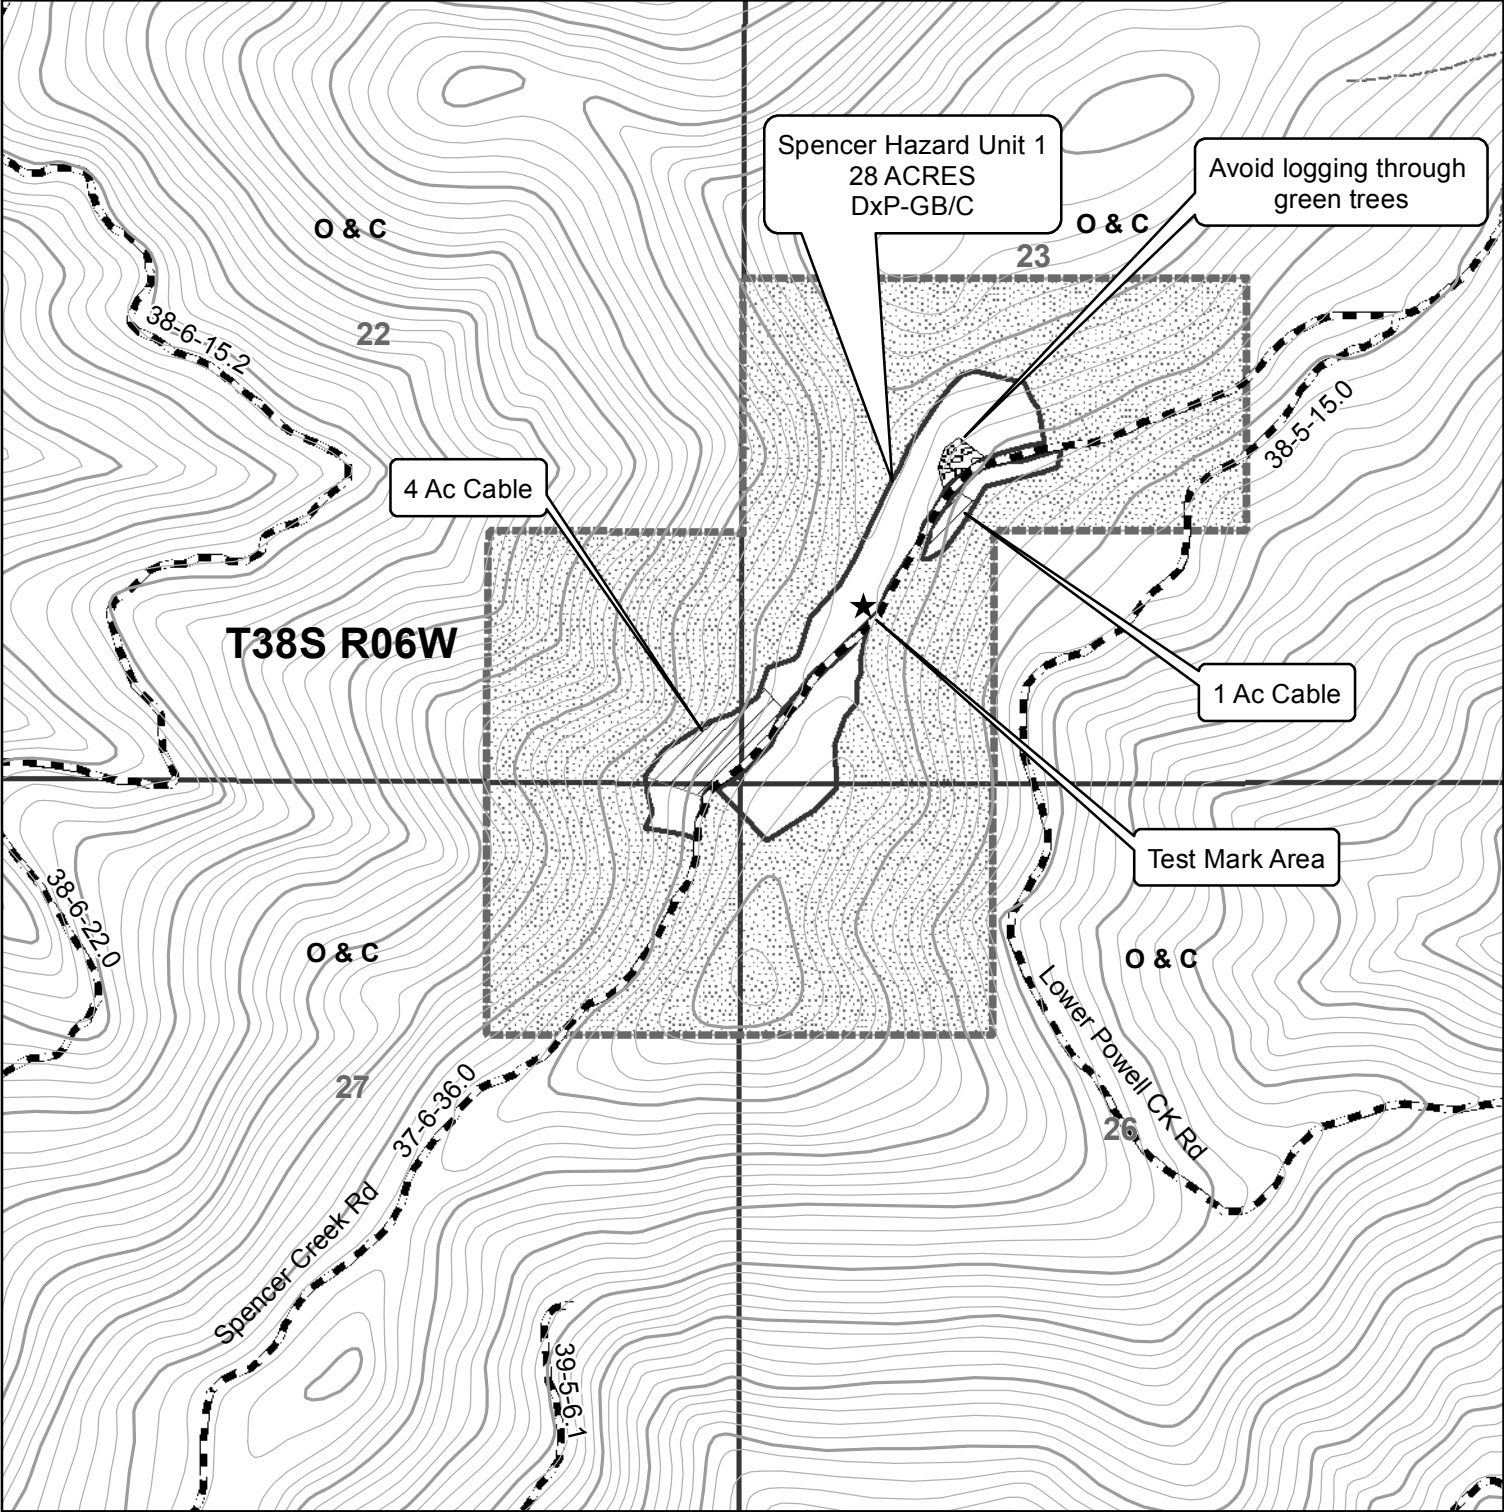 Spencer Hazard Unit 1
28 ACRES
DxP-GB/C
Avoid logging through
green trees
O & C
O & C
23
38-6-15.2
22
38-5-15.0
4 Ac Cable
T38S R06W
1 Ac Cable
Test Mark Area
38-6-22.0
O & C
O & C
Lower Powell CK Rd
27
37-6-36.0
26
Spencer Creek Rd
39-5-6.1